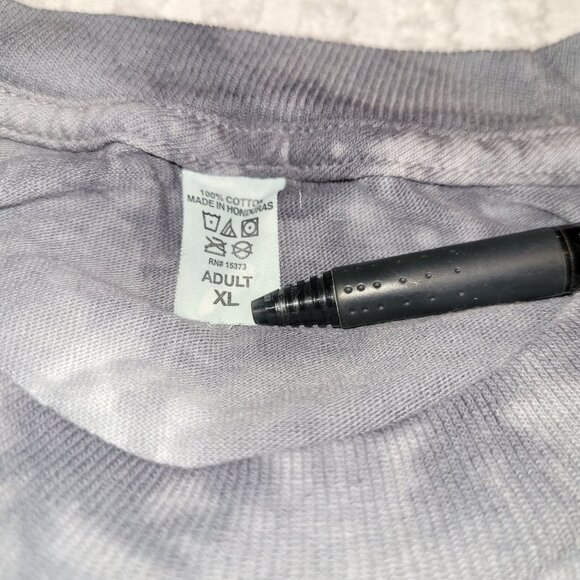 100% COTTON
MADE IN HONDURAS
RN# 15373
ADULT
XL